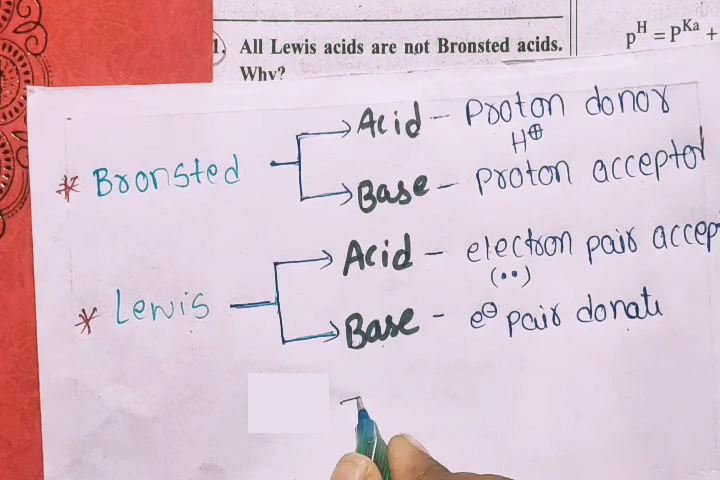 1. All Lewis acids are not Bronsted acids.
Why?
pH = pKa +
* Bronsted
Acid - Proton donor
H⊕
Base - proton acceptor
* Lewis
Acid - electron pair accep
(••)
Base - e⊖ pair donate